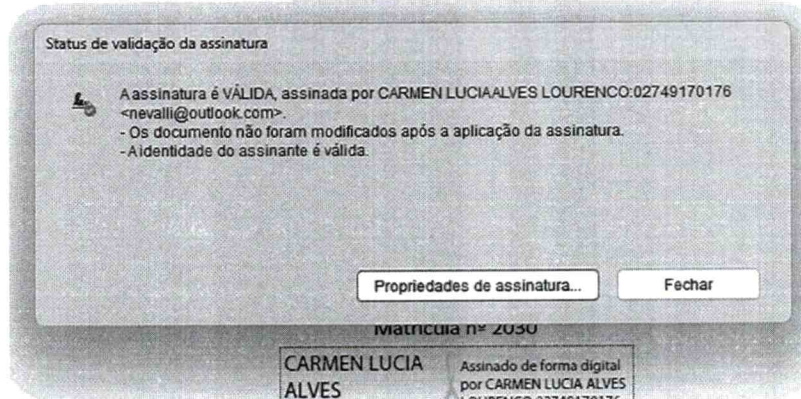 Status de validação da assinatura
A assinatura é VÁLIDA, assinada por CARMEN LUCIAALVES LOURENCO:02749170176
<nevalli@outlook.com>.
- Os documento não foram modificados após a aplicação da assinatura.
- A identidade do assinante é válida.
Propriedades de assinatura...
Fechar
Matrícula nº 2030
CARMEN LUCIA
ALVES
Assinado de forma digital
por CARMEN LUCIA ALVES
LOURENCO:02749170176